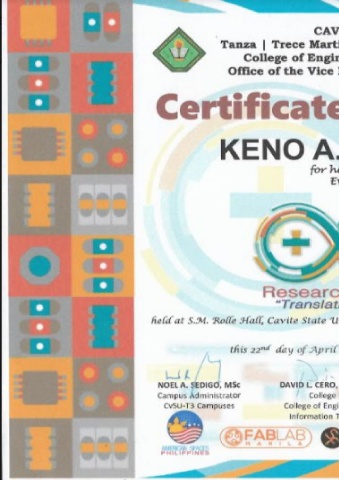 CAV
Tanza | Trece Marti
College of Engin
Office of the Vice
Certificate
KENO A.
for ha
Ev
Researc
"Translat
held at S.M. Rolle Hall, Cavite State U
this 22nd day of April
NOEL A. SEDIGO, MSc
DAVID L. CERO,
Campus Administrator
College
CvSU-T3 Campuses
College of Engi
Information T
AMERICAN SPACES
PHILIPPINES
FABLAB
MANILA